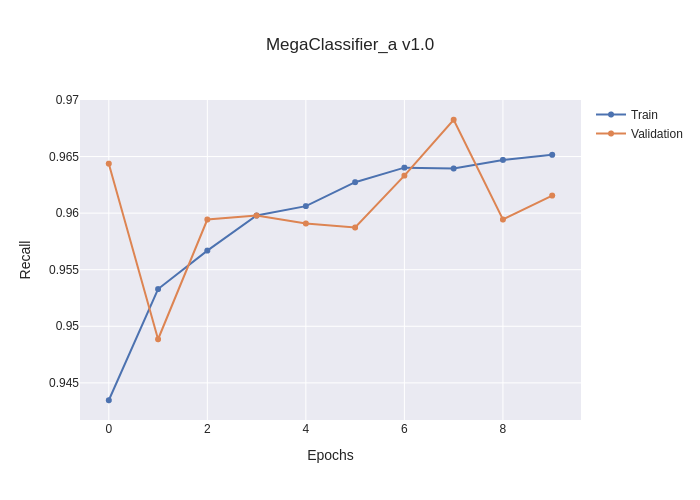 MegaClassifier_a v1.0
0.97
0.965
0.96
0.955
0.95
0.945
Recall
0 2 4 6 8
Epochs
Train
Validation